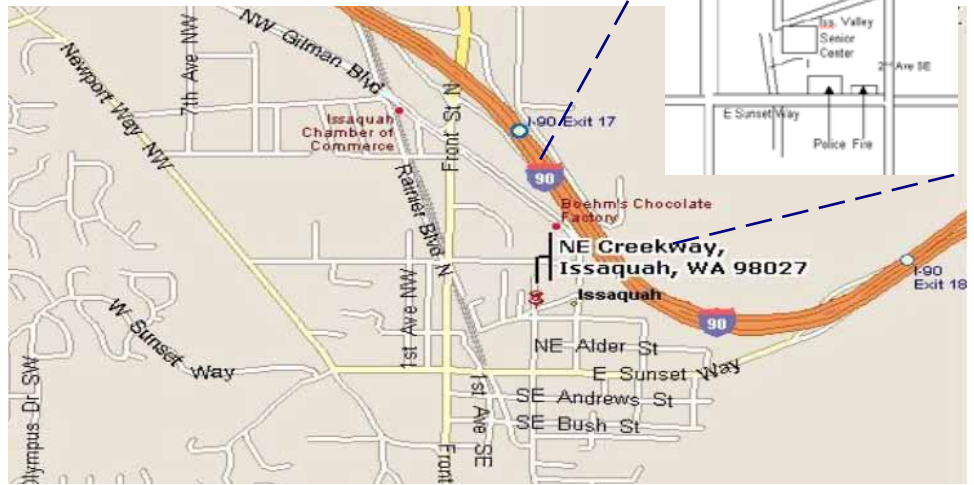 NW Gilman Blvd
7th Ave NW
Newport Way NW
Issaquah
Chamber of
Commerce
Front St N
I-90 Exit 17
90
Rainier Blvd N
Boehm's Chocolate
Factory
NE Creekway,
Issaquah, WA 98027
Issaquah
I-90
Exit 18
90
1st Ave NW
W Sunset Way
NE Alder St
E Sunset Way
SE Andrews St
SE Bush St
1st Ave SE
Front
Olympus Dr SW
Iss. Valley
Senior
Center
2nd Ave SE
E Sunset Way
Police Fire